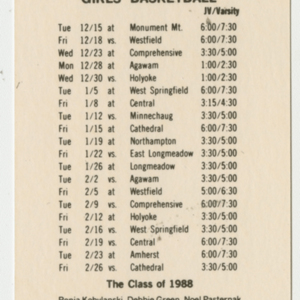 GIRLS BASKETBALL
JV/Varsity
Tue 12/15 at Monument Mt. 6:00/7:30
Fri 12/18 vs. Westfield 6:00/7:30
Wed 12/23 at Comprehensive 3:30/5:00
Mon 12/28 at Agawam 1:00/2:30
Wed 12/30 vs. Holyoke 1:00/2:30
Tue 1/5 at West Springfield 6:00/7:30
Fri 1/8 at Central 3:15/4:30
Tue 1/12 vs. Minnechaug 3:30/5:00
Fri 1/15 at Cathedral 6:00/7:30
Tue 1/19 at Northampton 3:30/5:00
Fri 1/22 vs. East Longmeadow 3:30/5:00
Tue 1/26 at Longmeadow 3:30/5:00
Tue 2/2 vs. Agawam 3:30/5:00
Fri 2/5 at Westfield 5:00/6:30
Tue 2/9 vs. Comprehensive 6:00/7:30
Fri 2/12 at Holyoke 3:30/5:00
Tue 2/16 vs. West Springfield 3:30/5:00
Fri 2/19 vs. Central 6:00/7:30
Tue 2/23 at Amherst 6:00/7:30
Fri 2/26 vs. Cathedral 3:30/5:00
The Class of 1988
Debbie Green, Noel Pasternak